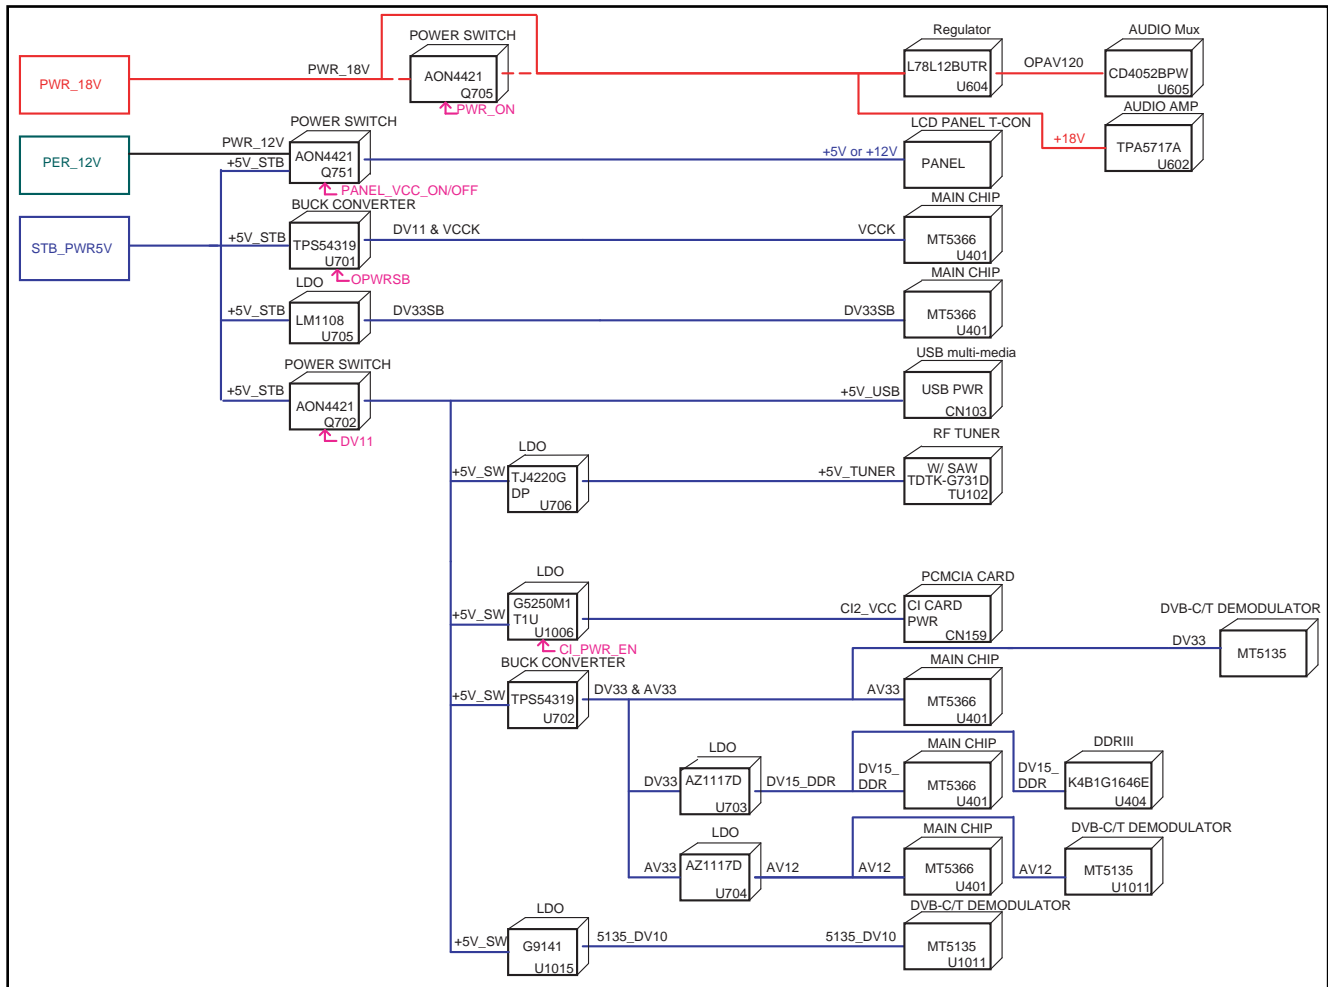 POWER SWITCH
Regulator
AUDIO Mux
PWR_18V
PWR_18V
AON4421
Q705
PWR_ON
L78L12BUTR
U604
OPAV120
CD4052BPW
U605
AUDIO AMP
+18V
TPA5717A
U602
PER_12V
PWR_12V
+5V_STB
POWER SWITCH
AON4421
Q751
PANEL_VCC_ON/OFF
+5V or +12V
LCD PANEL T-CON
PANEL
STB_PWR5V
+5V_STB
BUCK CONVERTER
TPS54319
U701
OPWRSB
DV11 & VCCK
VCCK
MAIN CHIP
MT5366
U401
+5V_STB
LDO
LM1108
U705
DV33SB
DV33SB
MAIN CHIP
MT5366
U401
+5V_STB
POWER SWITCH
AON4421
Q702
DV11
+5V_USB
USB multi-media
USB PWR
CN103
+5V_SW
LDO
TJ4220G
DP
U706
+5V_TUNER
RF TUNER
W/ SAW
TDTK-G731D
TU102
+5V_SW
LDO
G5250M1
T1U
U1006
CI_PWR_EN
CI2_VCC
PCMCIA CARD
CI CARD
PWR
CN159
DVB-C/T DEMODULATOR
DV33
MT5135
+5V_SW
BUCK CONVERTER
TPS54319
U702
DV33 & AV33
AV33
MAIN CHIP
MT5366
U401
DV33
LDO
AZ1117D
U703
DV15_DDR
DV15_
DDR
MAIN CHIP
MT5366
U401
DV15_
DDR
DDRIII
K4B1G1646E
U404
AV33
LDO
AZ1117D
U704
AV12
AV12
MAIN CHIP
MT5366
U401
AV12
DVB-C/T DEMODULATOR
MT5135
U1011
+5V_SW
LDO
G9141
U1015
5135_DV10
5135_DV10
DVB-C/T DEMODULATOR
MT5135
U1011